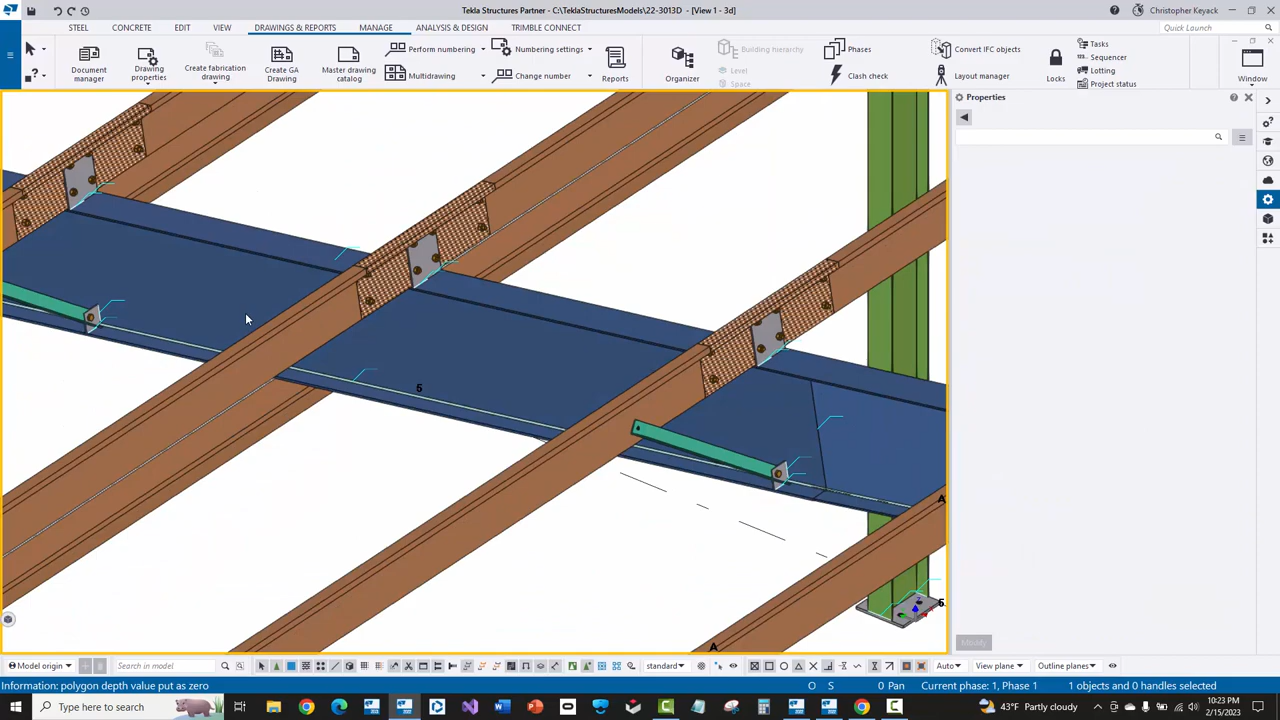 Tekla Structures Partner - C:\TeklaStructuresModels\22-3013D - [View 1 - 3d]
Christopher Keyack
STEEL CONCRETE EDIT VIEW DRAWINGS & REPORTS MANAGE ANALYSIS & DESIGN TRIMBLE CONNECT
Quick Launch
Document manager
Drawing properties
Create fabrication drawing
Create GA Drawing
Master drawing catalog
Perform numbering
Multidrawing
Numbering settings
Change number
Reports
Organizer
Building hierarchy
Level
Space
Phases
Clash check
Convert IFC objects
Layout manager
Locks
Tasks
Sequencer
Lotting
Project status
Window
Properties
5
A
5
A
Modify
Model origin
Search in model
standard
Auto
View plane
Outline planes
Information: polygon depth value put as zero
O S 0 Pan Current phase: 1, Phase 1 1 objects and 0 handles selected
Type here to search
43°F Partly cloudy
10:23 PM
2/15/2023